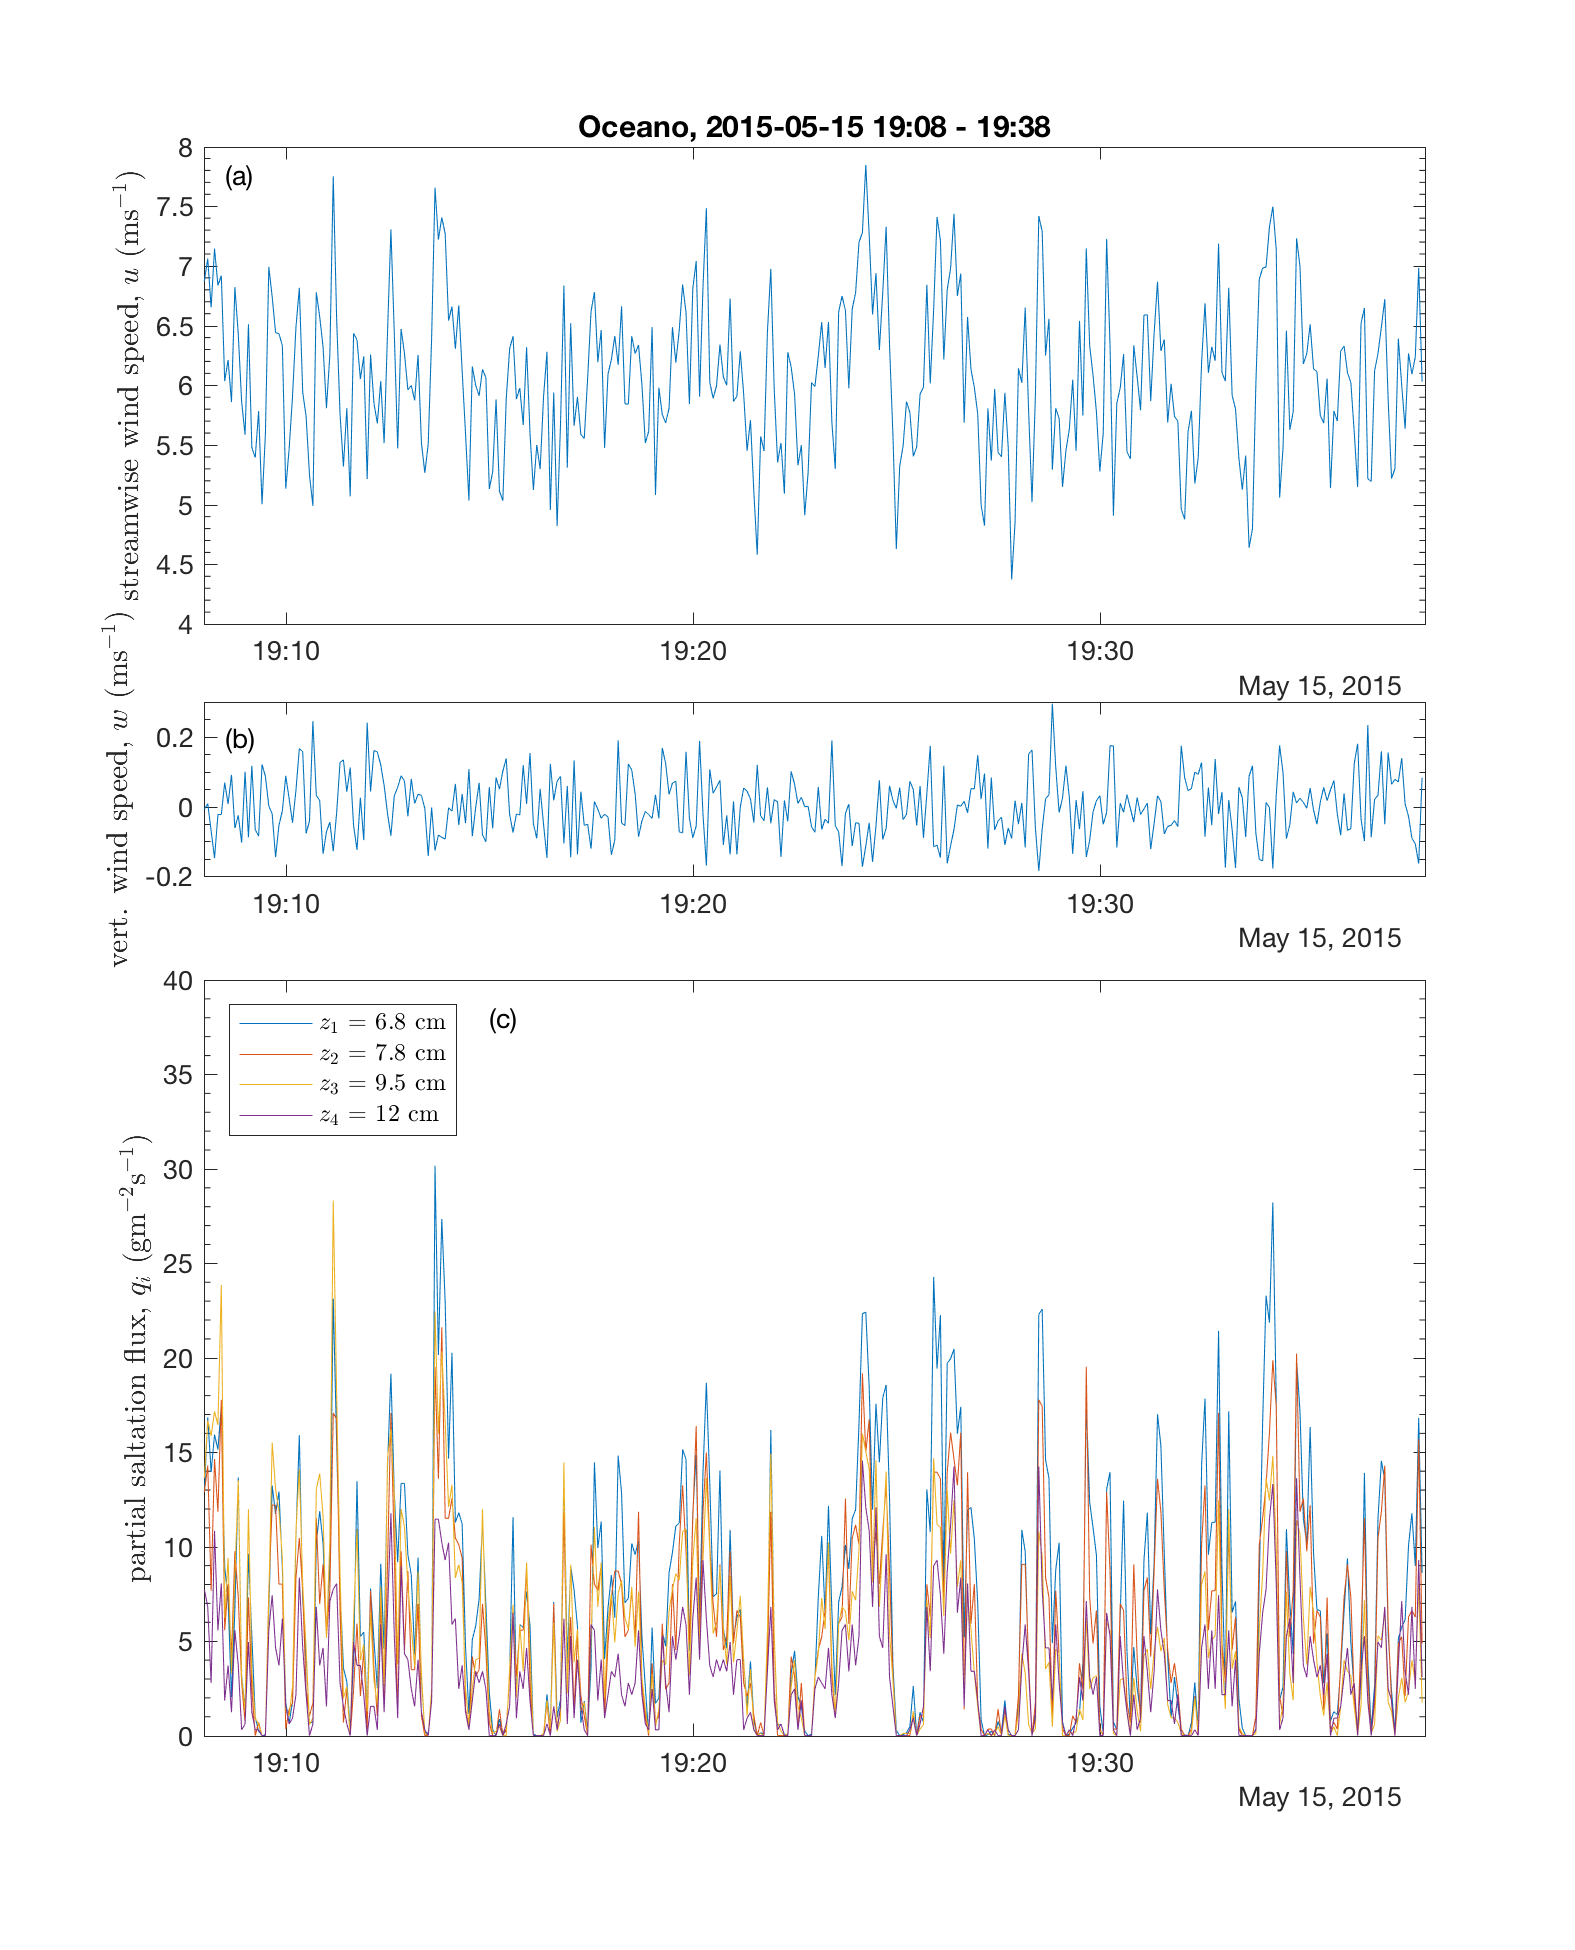 Oceano, 2015-05-15 19:08 - 19:38
(a)
streamwise wind speed, u (ms⁻¹)
8
7.5
7
6.5
6
5.5
5
4.5
4
19:10 19:20 19:30
May 15, 2015
(b)
vert. wind speed, w (ms⁻¹)
0.2
0
-0.2
19:10 19:20 19:30
May 15, 2015
(c)
partial saltation flux, qᵢ (gm⁻²s⁻¹)
40
35
30
25
20
15
10
5
0
z₁ = 6.8 cm
z₂ = 7.8 cm
z₃ = 9.5 cm
z₄ = 12 cm
19:10 19:20 19:30
May 15, 2015